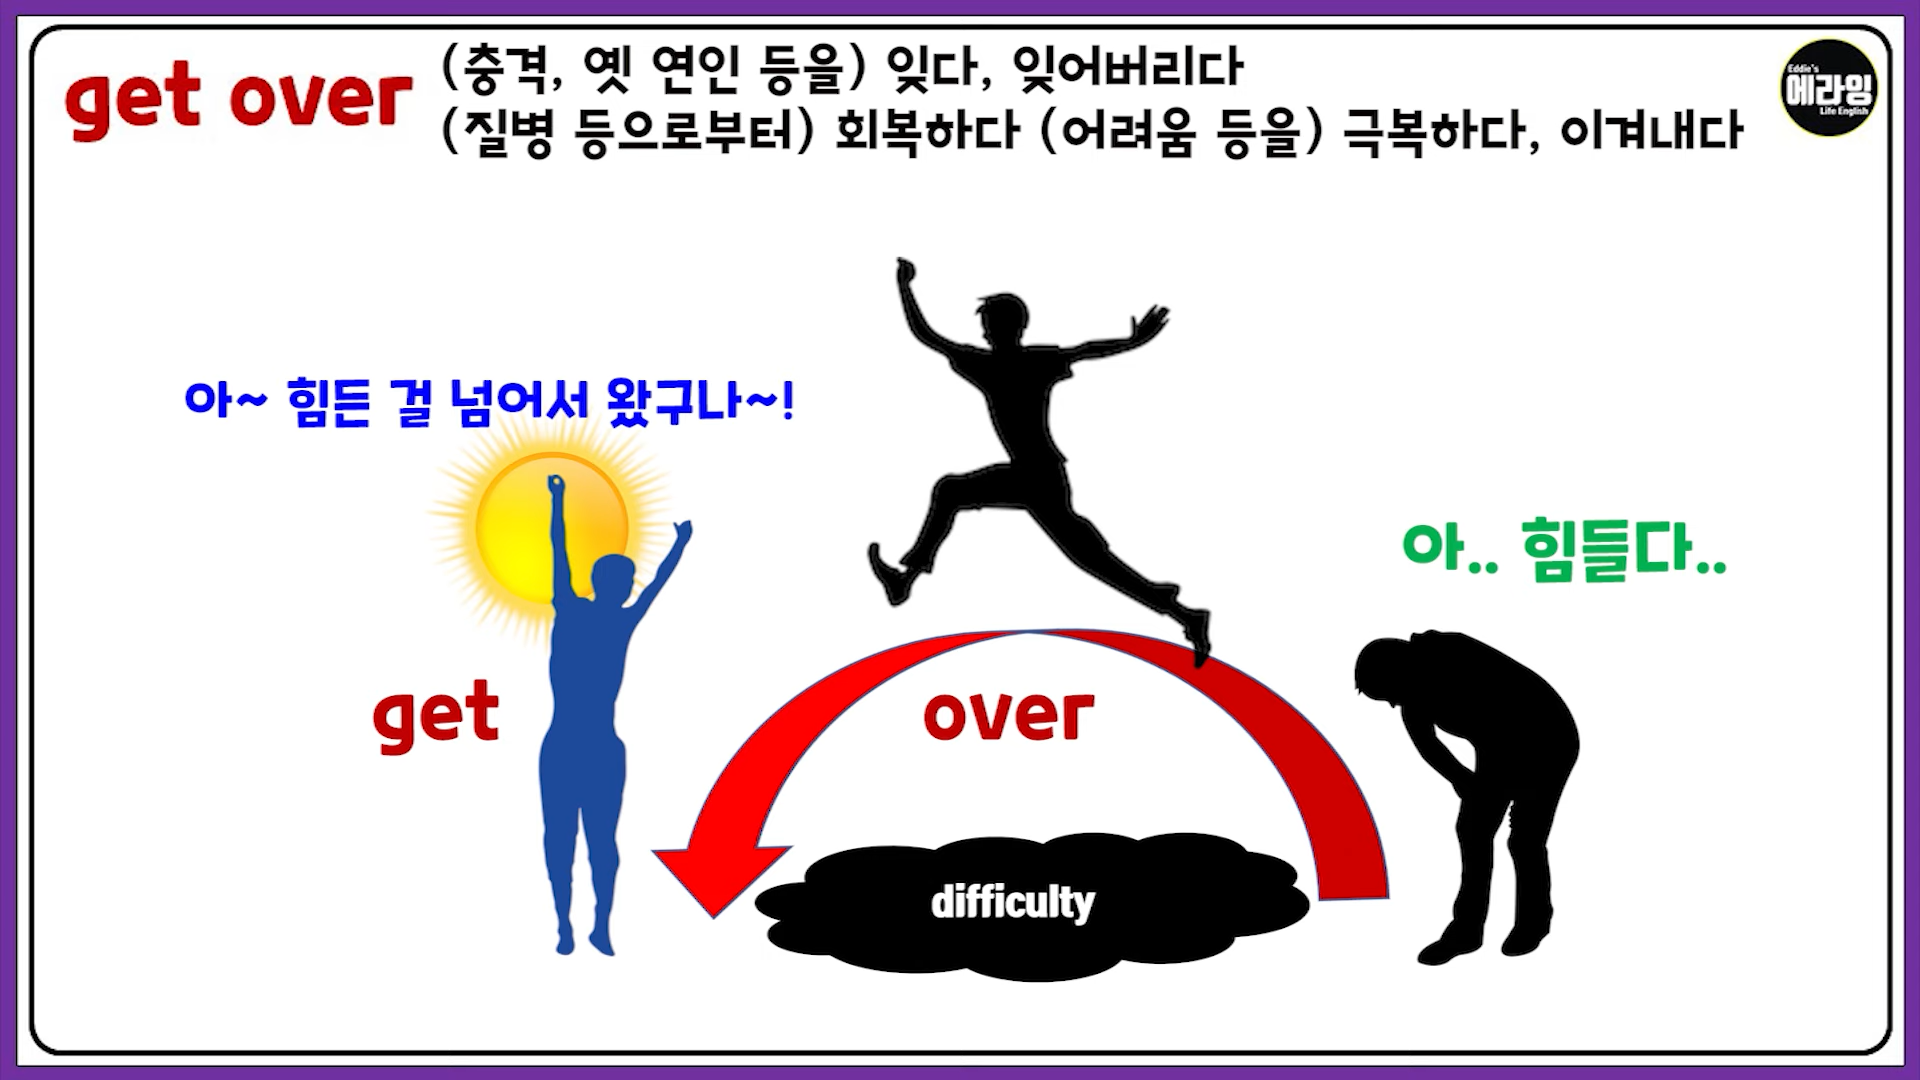 get over
(충격, 옛 연인 등을) 잊다, 잊어버리다
(질병 등으로부터) 회복하다 (어려움 등을) 극복하다, 이겨내다
Eddie's
에라잉
Life English
아~ 힘든 걸 넘어서 왔구나~!
아.. 힘들다..
get
over
difficulty